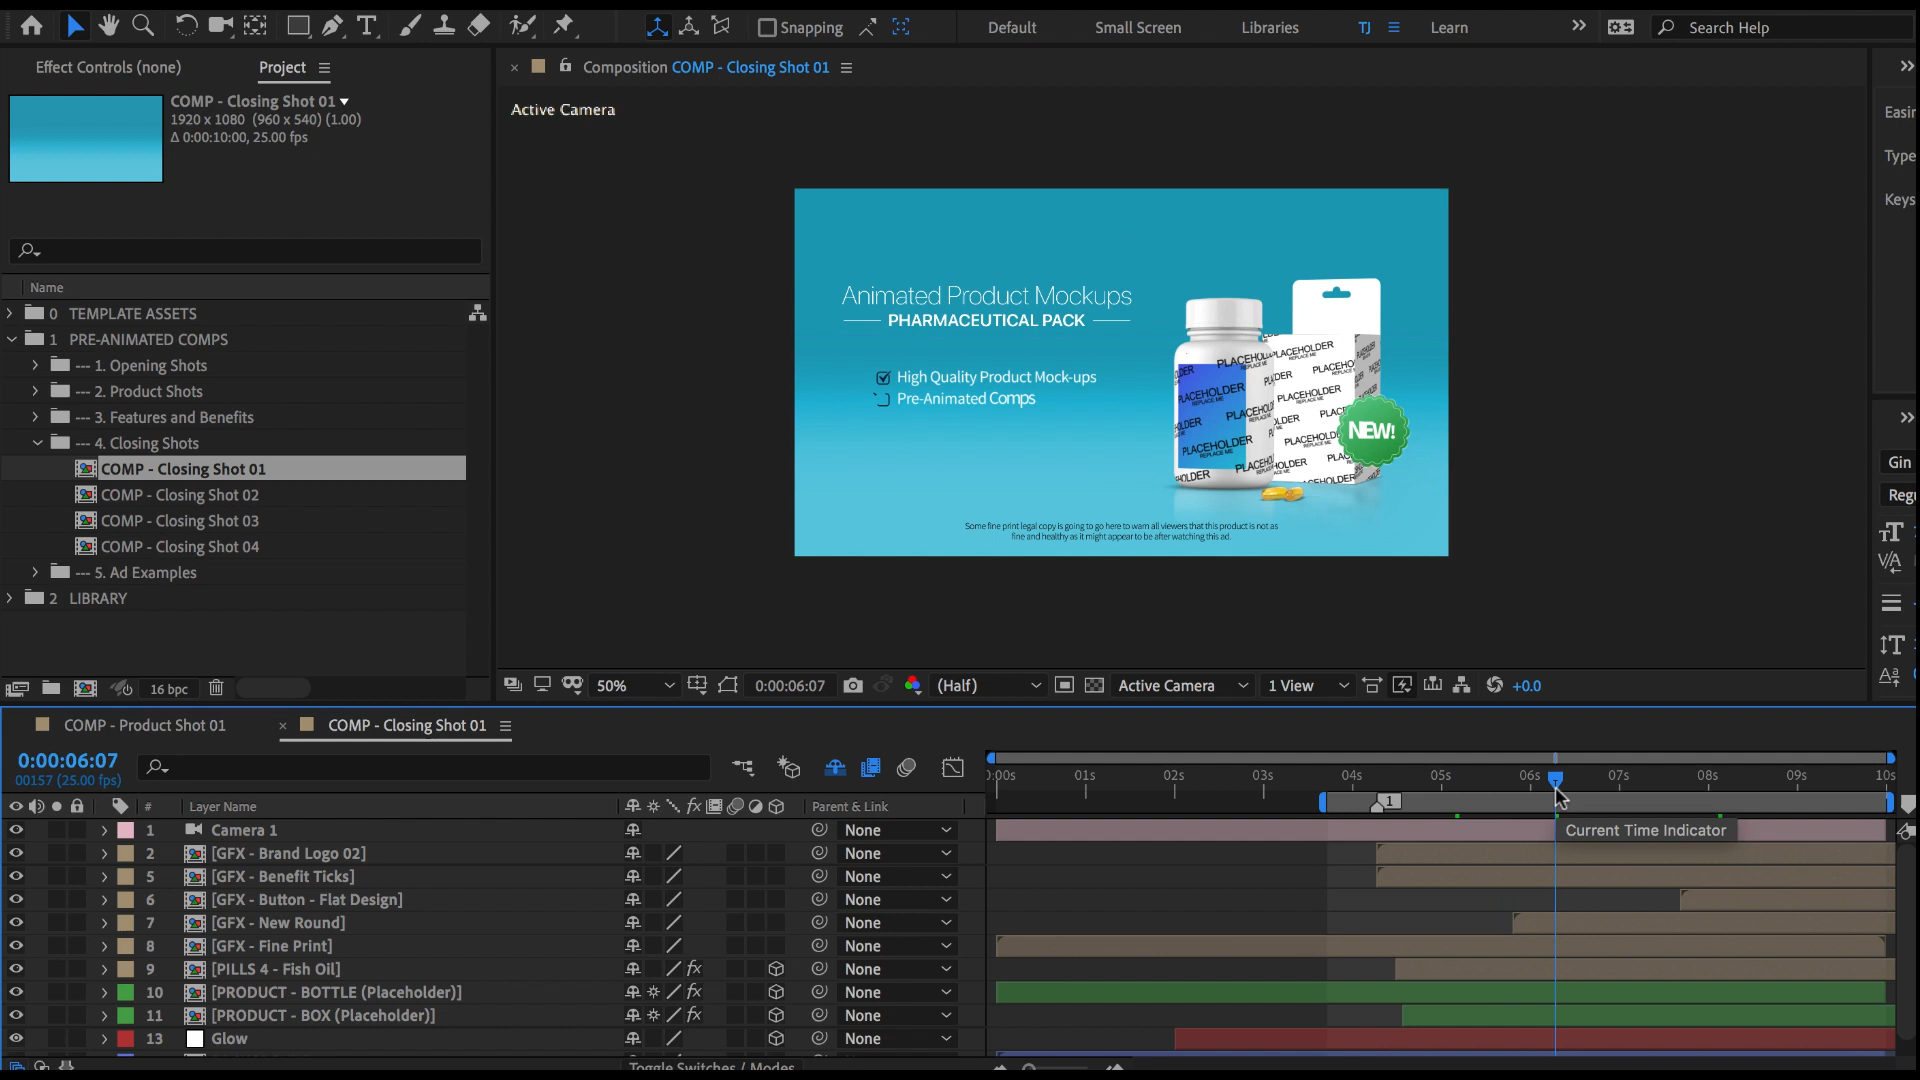 Snapping
Default
Small Screen
Libraries
TJ
Learn
Search Help
Effect Controls (none)
Project
COMP - Closing Shot 01
1920 x 1080 (960 x 540) (1.00)
Δ 0:00:10:00, 25.00 fps
Name
0 TEMPLATE ASSETS
1 PRE-ANIMATED COMPS
--- 1. Opening Shots
--- 2. Product Shots
--- 3. Features and Benefits
--- 4. Closing Shots
COMP - Closing Shot 01
COMP - Closing Shot 02
COMP - Closing Shot 03
COMP - Closing Shot 04
--- 5. Ad Examples
2 LIBRARY
16 bpc
Composition COMP - Closing Shot 01
Active Camera
Animated Product Mockups
PHARMACEUTICAL PACK
High Quality Product Mock-ups
Pre-Animated Comps
PLACEHOLDER
REPLACE ME
NEW!
Some fine print legal copy is going to go here to warn all viewers that this product is not as
fine and healthy as it might appear to be after watching this ad.
50%
0:00:06:07
(Half)
Active Camera
1 View
+0.0
Easin
Type
Keys
Gin
Regu
COMP - Product Shot 01
COMP - Closing Shot 01
0:00:06:07
00157 (25.00 fps)
# Layer Name
Parent & Link
0:00s 01s 02s 03s 04s 05s 06s 07s 08s 09s 10s
1
Current Time Indicator
1 Camera 1 None
2 [GFX - Brand Logo 02] None
5 [GFX - Benefit Ticks] None
6 [GFX - Button - Flat Design] None
7 [GFX - New Round] None
8 [GFX - Fine Print] None
9 [PILLS 4 - Fish Oil] fx None
10 [PRODUCT - BOTTLE (Placeholder)] fx None
11 [PRODUCT - BOX (Placeholder)] fx None
13 Glow None
Toggle Switches / Modes